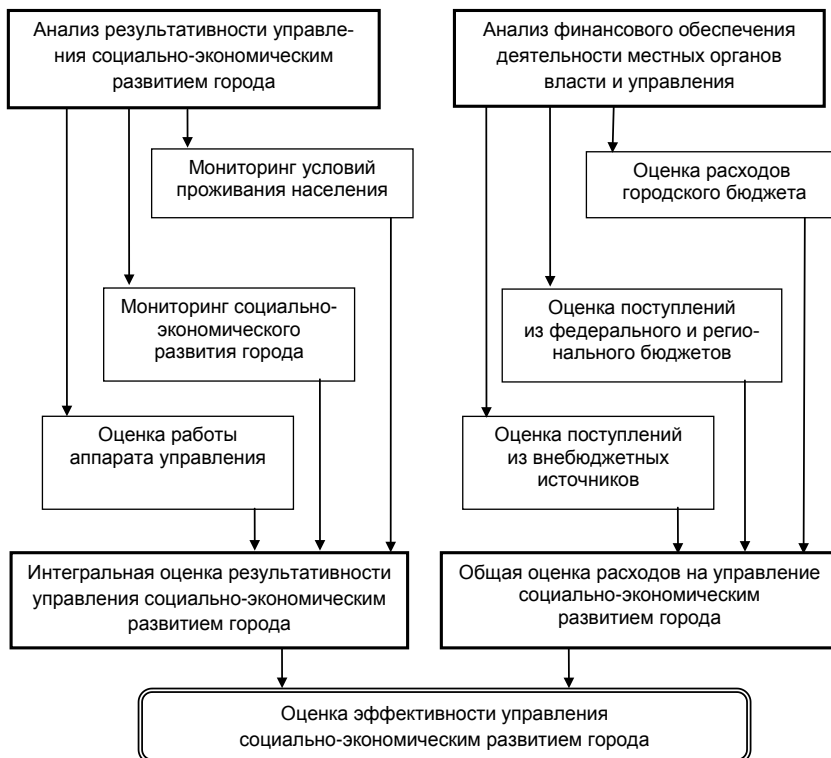 Анализ результативности управле-
ния социально-экономическим
развитием города
Анализ финансового обеспечения
деятельности местных органов
власти и управления
Мониторинг условий
проживания населения
Оценка расходов
городского бюджета
Мониторинг социально-
экономического
развития города
Оценка поступлений
из федерального и регио-
нального бюджетов
Оценка работы
аппарата управления
Оценка поступлений
из внебюджетных
источников
Интегральная оценка результативности
управления социально-экономическим
развитием города
Общая оценка расходов на управление
социально-экономическим
развитием города
Оценка эффективности управления
социально-экономическим развитием города